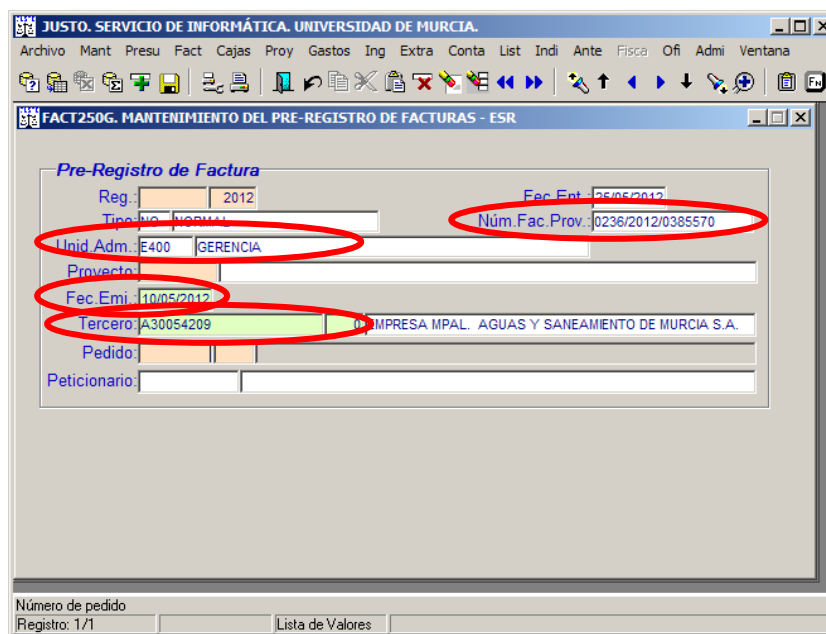 JUSTO. SERVICIO DE INFORMÁTICA. UNIVERSIDAD DE MURCIA.
Archivo Mant Presu Fact Cajas Proy Gastos Ing Extra Conta List Indi Ante Fisca Ofi Admi Ventana
FACT250G. MANTENIMIENTO DEL PRE-REGISTRO DE FACTURAS - ESR
Pre-Registro de Factura
Reg.: 2012 Fec.Ent.: 25/05/2012
Tipo: NO NORMAL Núm.Fac.Prov.: 0236/2012/0385570
Unid.Adm.: E400 GERENCIA
Proyecto:
Fec.Emi.: 10/05/2012
Tercero: A30054209 0 EMPRESA MPAL. AGUAS Y SANEAMIENTO DE MURCIA S.A.
Pedido:
Peticionario:
Número de pedido
Registro: 1/1 Lista de Valores